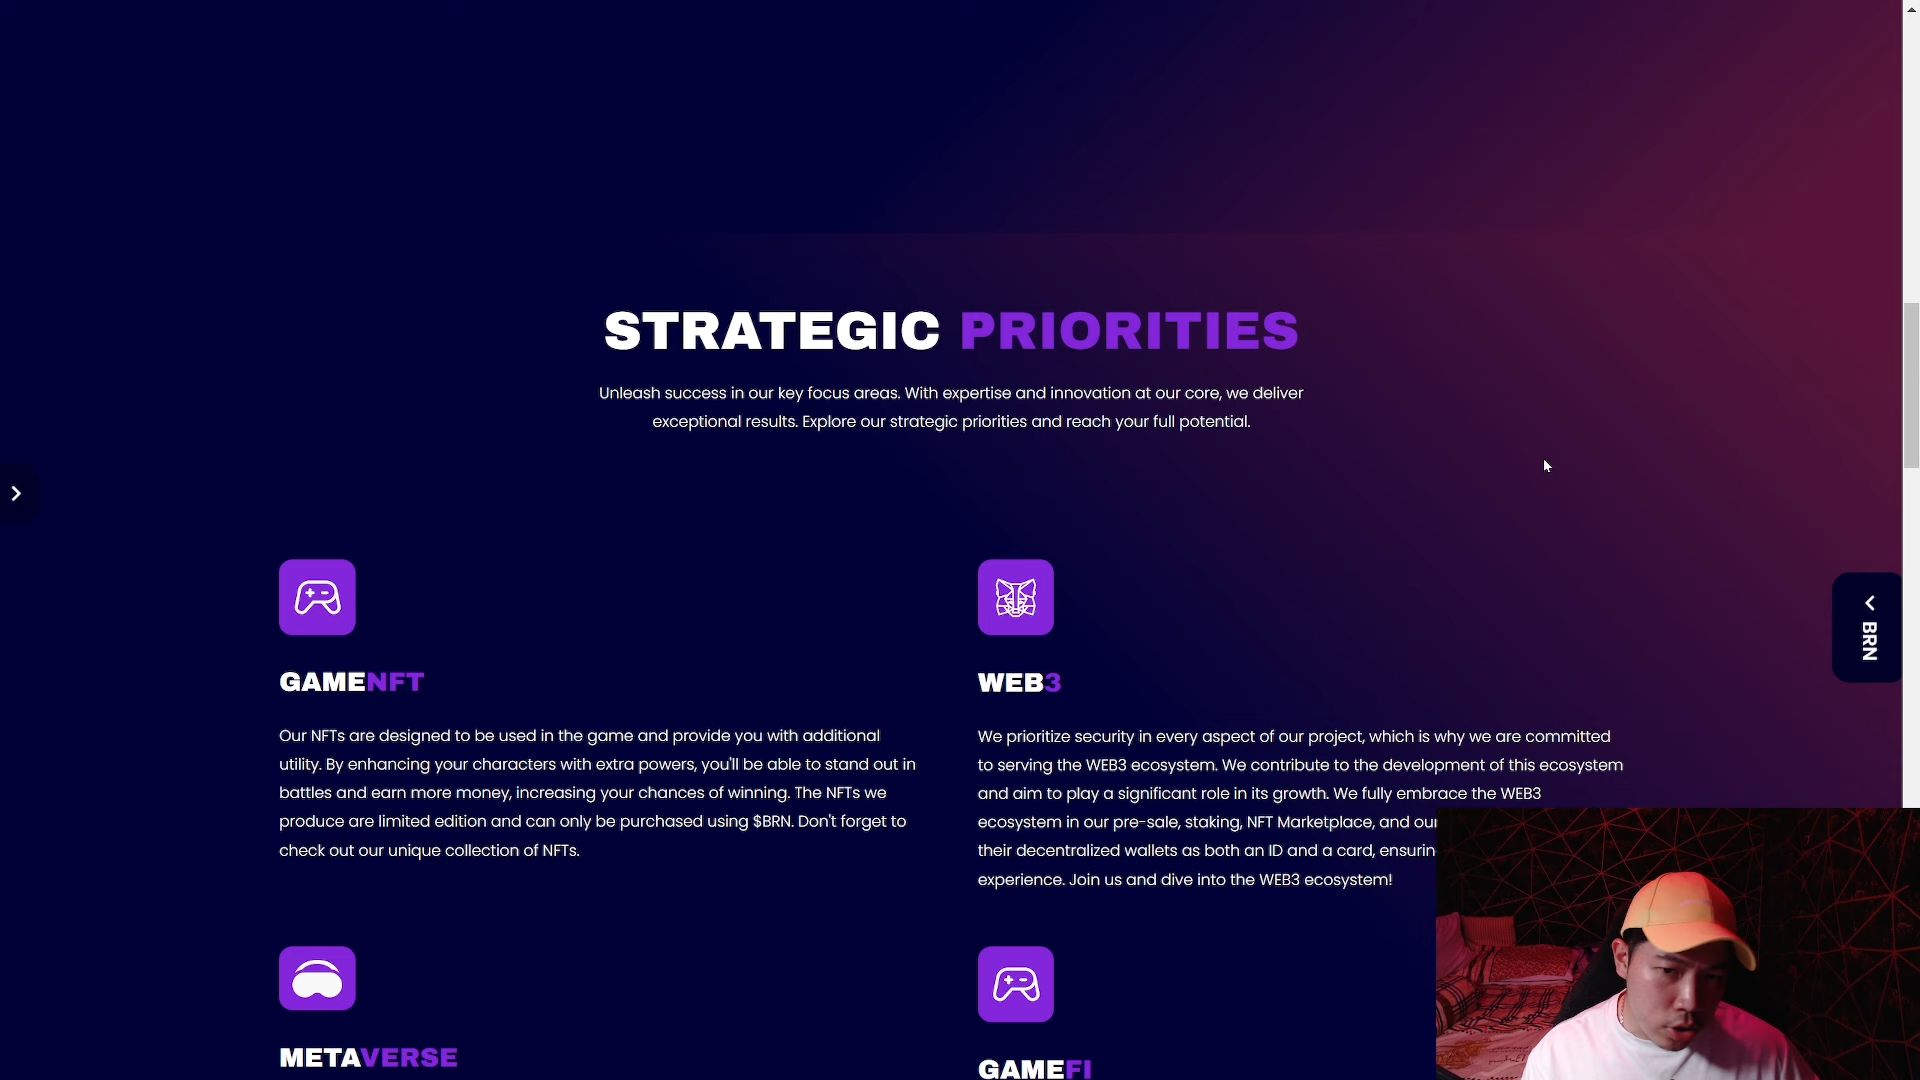 STRATEGIC PRIORITIES
Unleash success in our key focus areas. With expertise and innovation at our core, we deliver
exceptional results. Explore our strategic priorities and reach your full potential.
BRN
GAMENFT
Our NFTs are designed to be used in the game and provide you with additional
utility. By enhancing your characters with extra powers, you'll be able to stand out in
battles and earn more money, increasing your chances of winning. The NFTs we
produce are limited edition and can only be purchased using $BRN. Don't forget to
check out our unique collection of NFTs.
WEB3
We prioritize security in every aspect of our project, which is why we are committed
to serving the WEB3 ecosystem. We contribute to the development of this ecosystem
and aim to play a significant role in its growth. We fully embrace the WEB3
ecosystem in our pre-sale, staking, NFT Marketplace, and our
their decentralized wallets as both an ID and a card,
experience. Join us and dive into the WEB3 ecosystem!
METAVERSE
GAMEFI